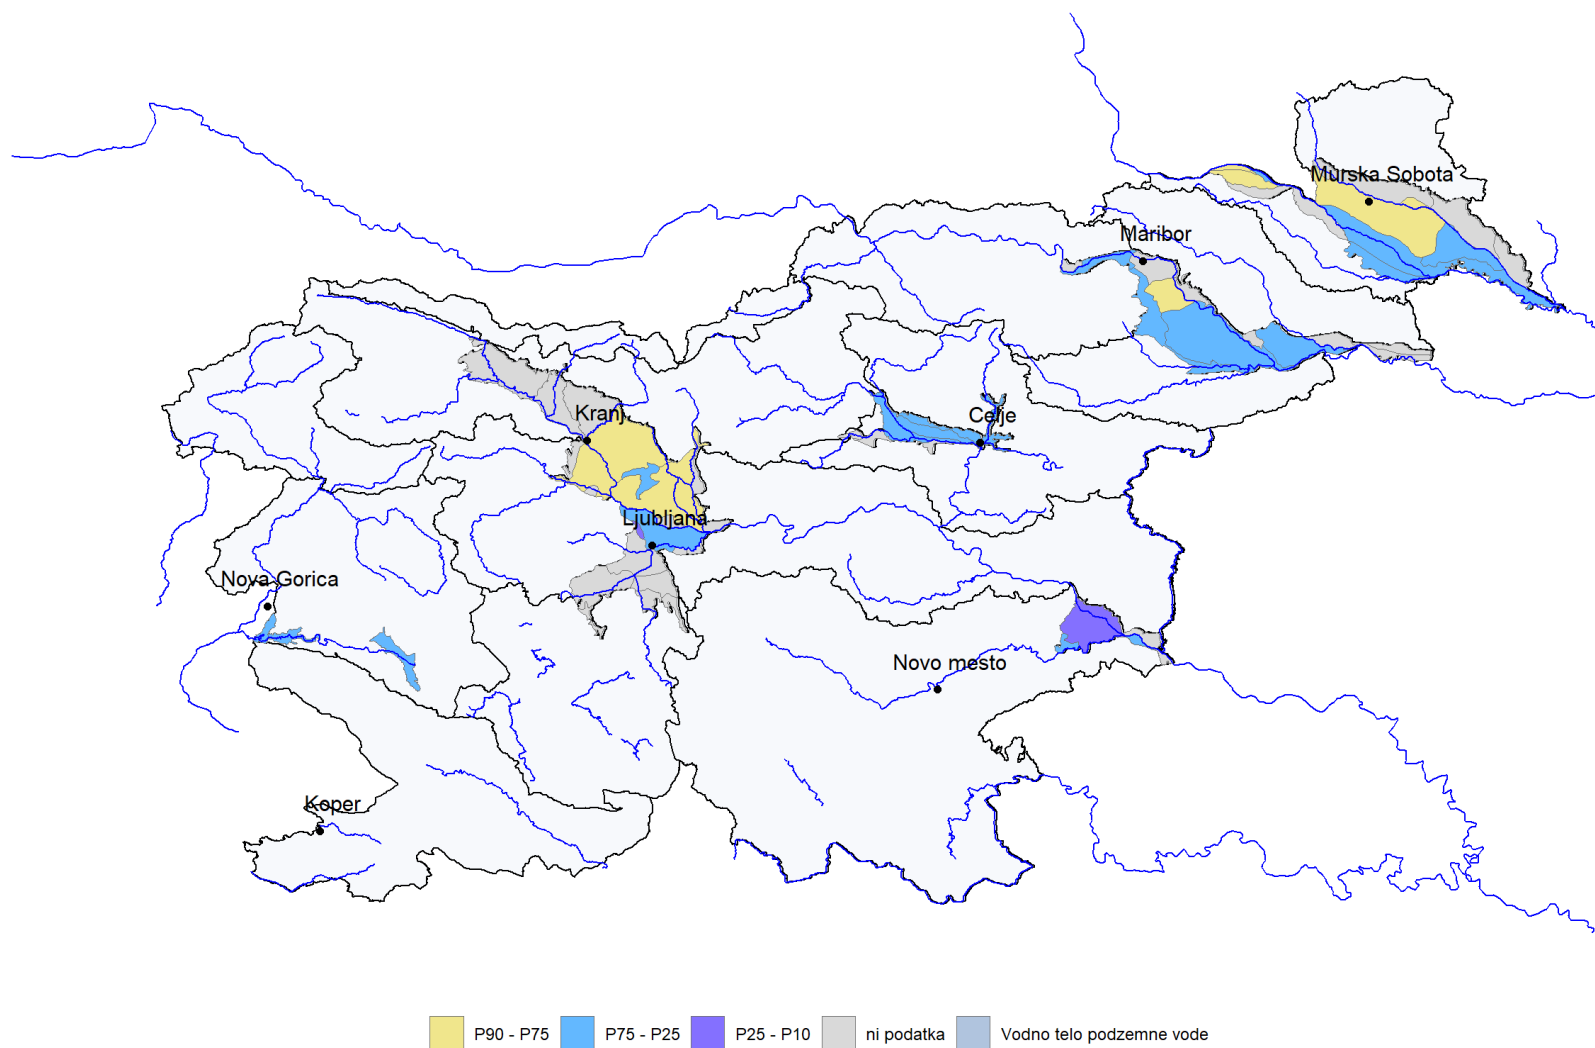 Murska Sobota
Maribor
Kranj
Celje
Ljubljana
Nova Gorica
Novo mesto
Koper
P90 - P75
P75 - P25
P25 - P10
ni podatka
Vodno telo podzemne vode